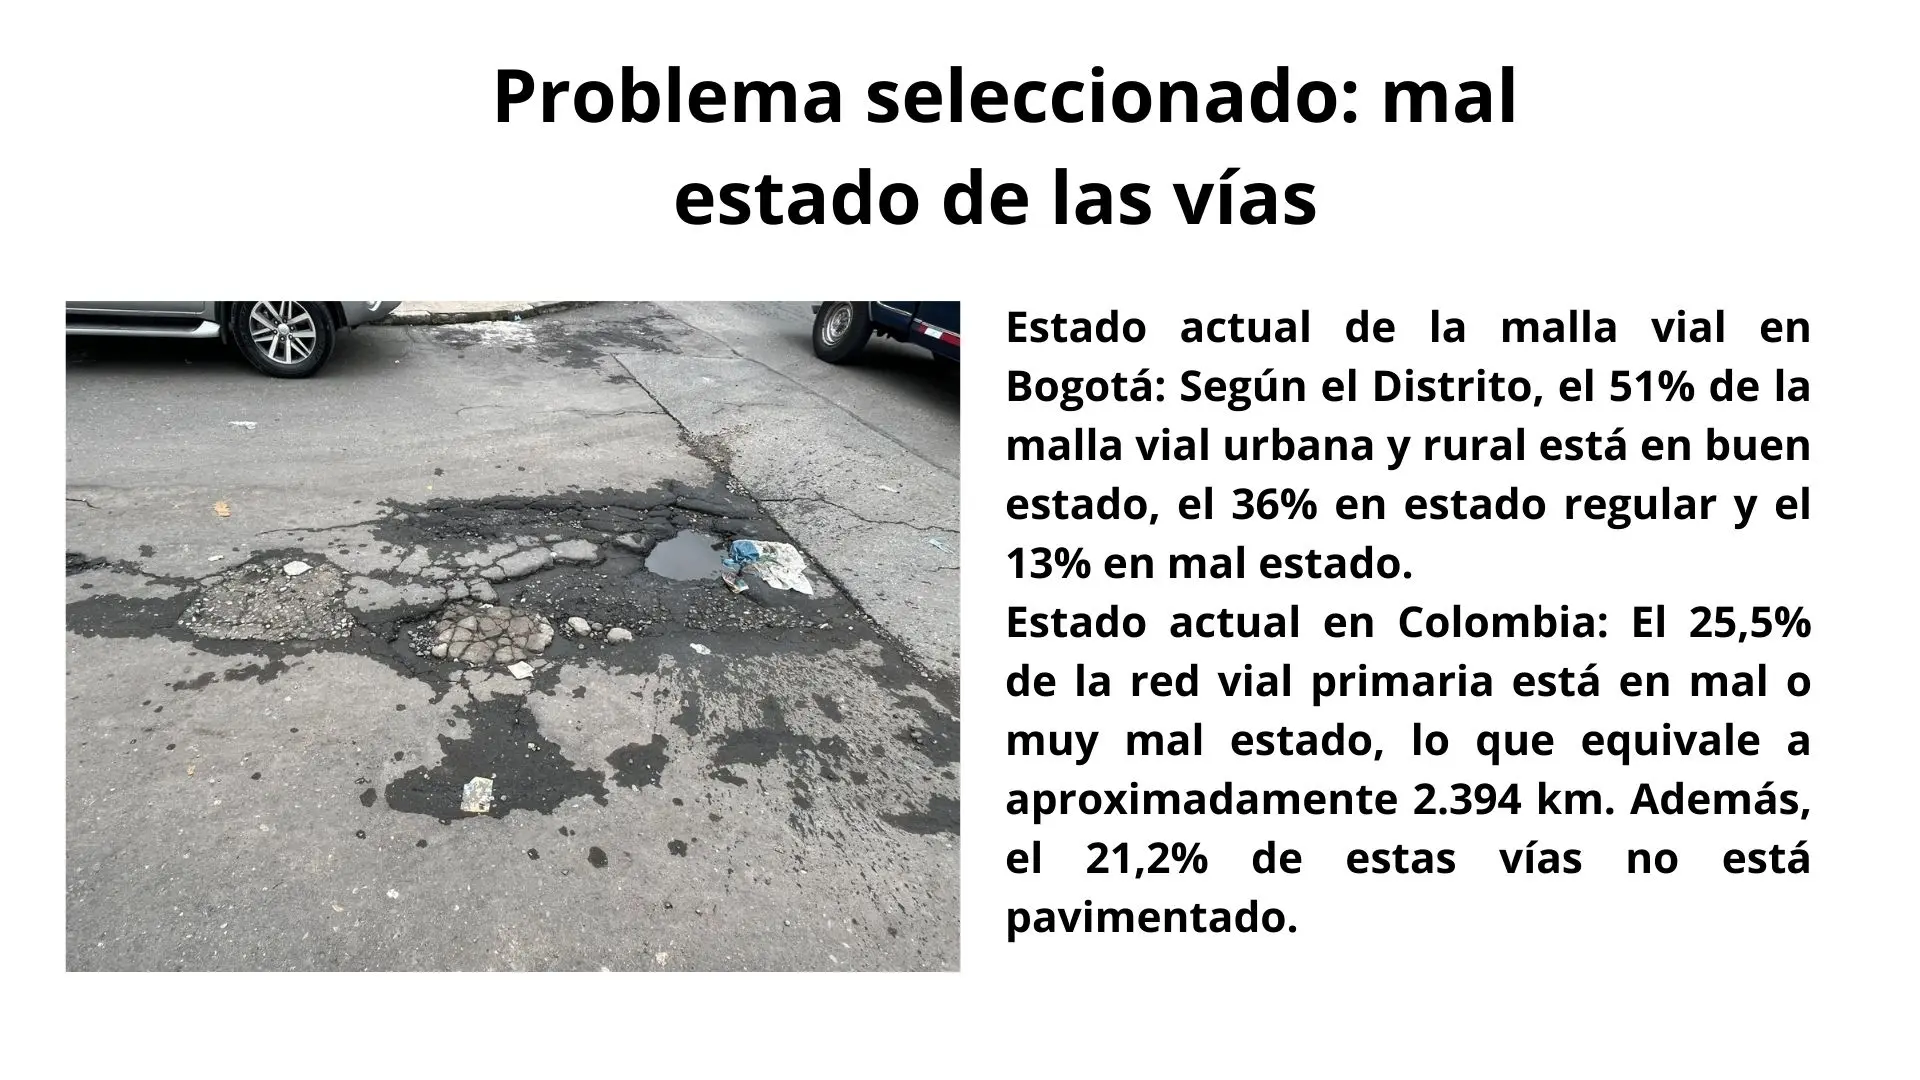 Problema seleccionado: mal
estado de las vías
Estado actual de la malla vial en
Bogotá: Según el Distrito, el 51% de la
malla vial urbana y rural está en buen
estado, el 36% en estado regular y el
13% en mal estado.
Estado actual en Colombia: El 25,5%
de la red vial primaria está en mal o
muy mal estado, lo que equivale a
aproximadamente 2.394 km. Además,
el 21,2% de estas vías no está
pavimentado.